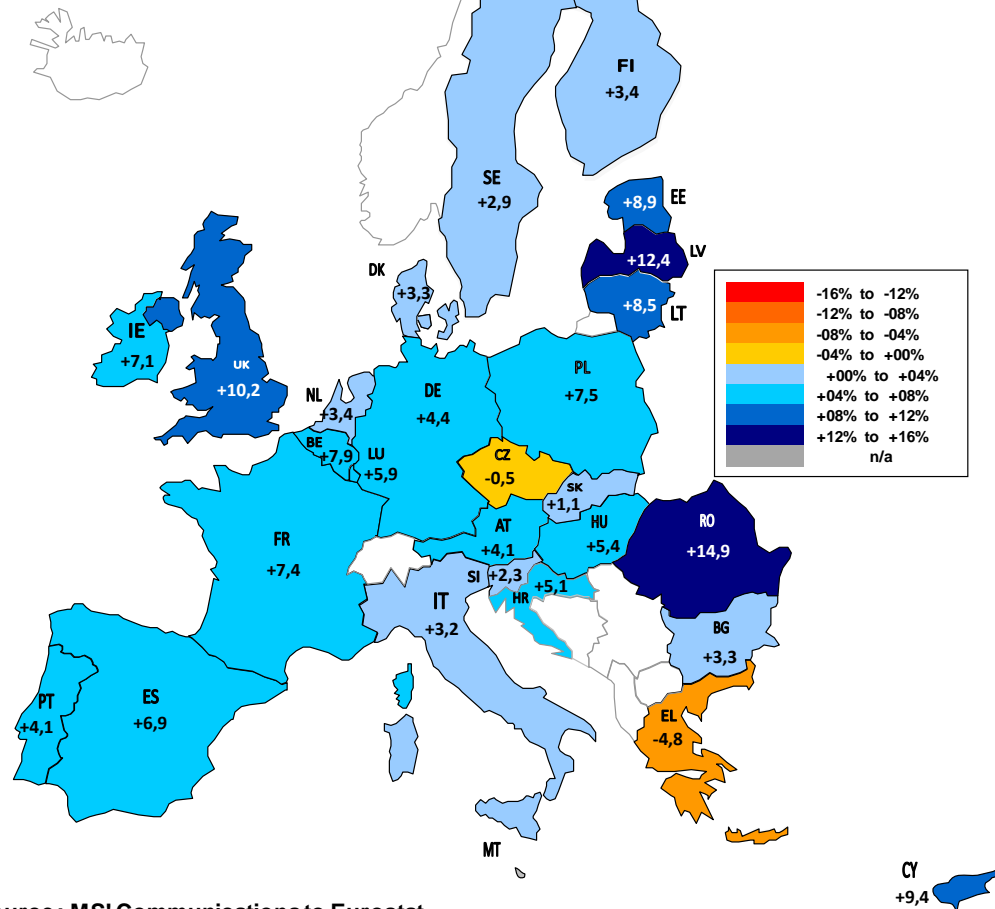 FI
+3,4
SE
+2,9
EE
+8,9
LV
+12,4
DK
+3,3
LT
+8,5
-16% to -12%
-12% to -08%
-08% to -04%
-04% to +00%
+00% to +04%
+04% to +08%
+08% to +12%
+12% to +16%
n/a
IE
+7,1
UK
+10,2
NL
+3,4
DE
+4,4
PL
+7,5
BE
+7,9
LU
+5,9
CZ
-0,5
SK
+1,1
FR
+7,4
AT
+4,1
HU
+5,4
RO
+14,9
SI
+2,3
HR
+5,1
IT
+3,2
BG
+3,3
PT
+4,1
ES
+6,9
EL
-4,8
MT
CY
+9,4
Communications to Eurostat